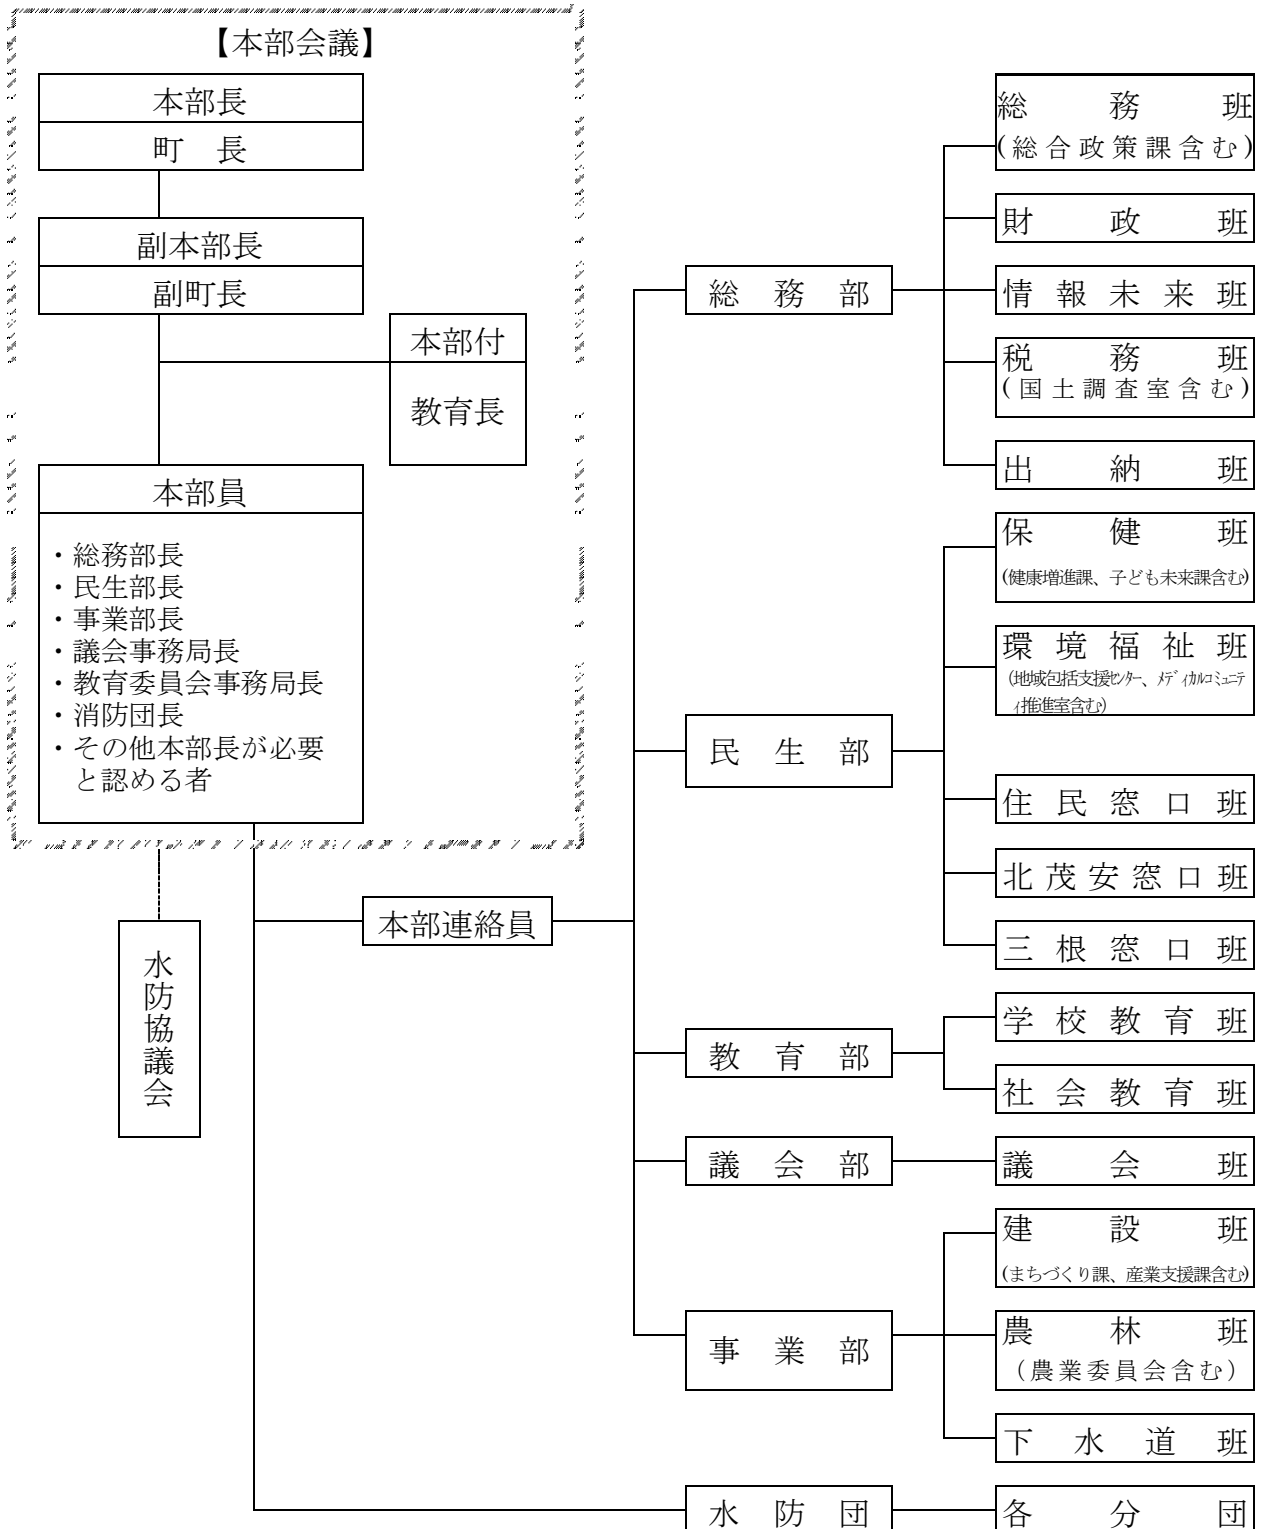 【本部会議】
本部長
町　長
副本部長
副町長
本部付
教育長
本部員
・総務部長
・民生部長
・事業部長
・議会事務局長
・教育委員会事務局長
・消防団長
・その他本部長が必要
と認める者
水防協議会
本部連絡員
総務部
総務班
(総合政策課含む)
財政班
情報未来班
税務班
(国土調査室含む)
出納班
民生部
保健班
(健康増進課、子ども未来課含む)
環境福祉班
(地域包括支援ｾﾝﾀｰ、ﾒﾃﾞｨｶﾙｺﾐｭﾆﾃ
ｨ推進室含む)
住民窓口班
北茂安窓口班
三根窓口班
教育部
学校教育班
社会教育班
議会部
議会班
事業部
建設班
(まちづくり課、産業支援課含む)
農林班
（農業委員会含む）
下水道班
水防団
各分団